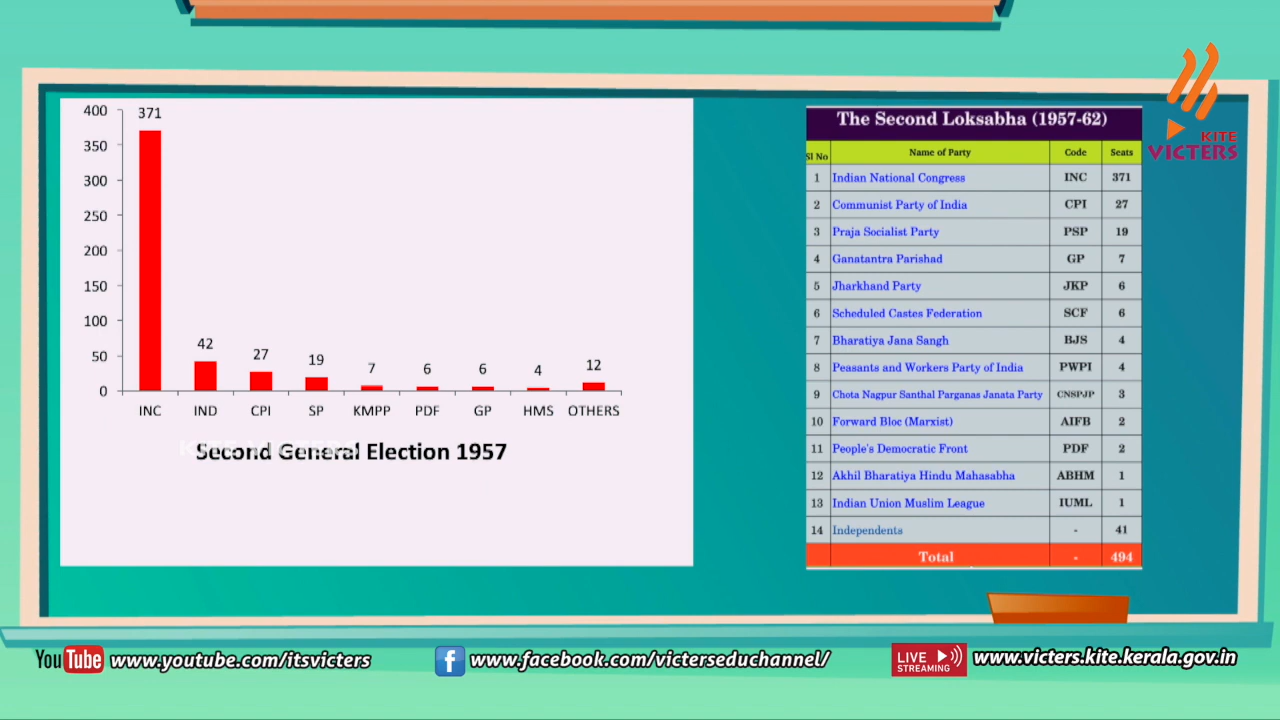 400
350
300
250
200
150
100
50
0
371
42
27
19
7
6
6
4
12
INC IND CPI SP KMPP PDF GP HMS OTHERS
KITE VICTERS
Second General Election 1957
The Second Loksabha (1957-62)
Sl No Name of Party Code Seats
1 Indian National Congress INC 371
2 Communist Party of India CPI 27
3 Praja Socialist Party PSP 19
4 Ganatantra Parishad GP 7
5 Jharkhand Party JKP 6
6 Scheduled Castes Federation SCF 6
7 Bharatiya Jana Sangh BJS 4
8 Peasants and Workers Party of India PWPI 4
9 Chota Nagpur Santhal Parganas Janata Party CNSPJP 3
10 Forward Bloc (Marxist) AIFB 2
11 People's Democratic Front PDF 2
12 Akhil Bharatiya Hindu Mahasabha ABHM 1
13 Indian Union Muslim League IUML 1
14 Independents - 41
Total - 494
KITE
VICTERS
YouTube www.youtube.com/itsvicters
f www.facebook.com/victerseduchannel/
LIVE
STREAMING
www.victers.kite.kerala.gov.in